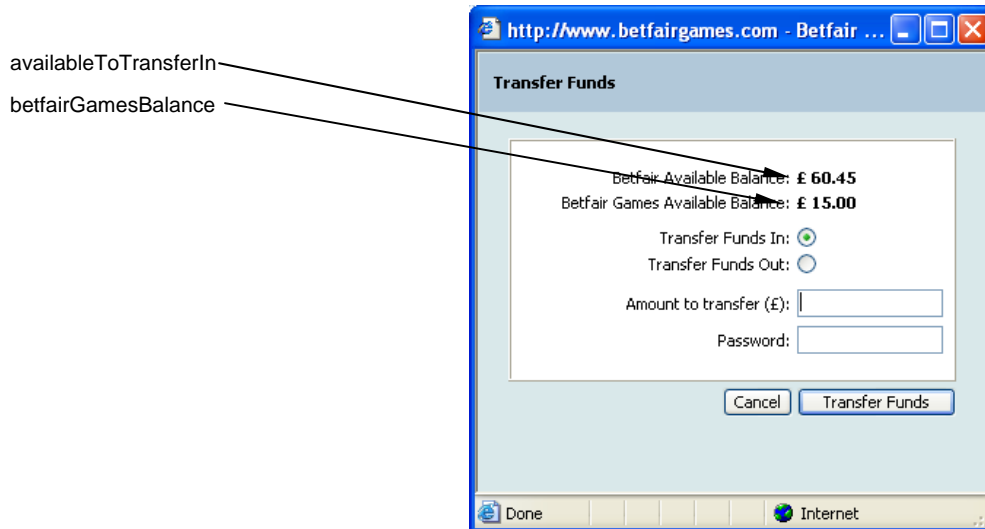 http://www.betfairgames.com - Betfair ...
availableToTransferIn
betfairGamesBalance
Transfer Funds
Betfair Available Balance: £ 60.45
Betfair Games Available Balance: £ 15.00
Transfer Funds In:
Transfer Funds Out:
Amount to transfer (£):
Password:
Cancel Transfer Funds
Done Internet